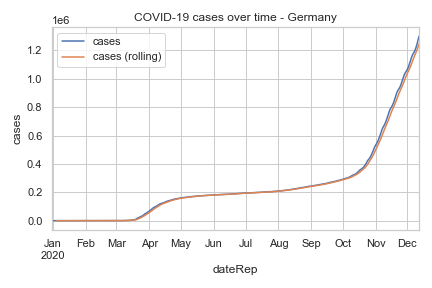 COVID-19 cases over time - Germany
1e6
cases
cases (rolling)
1.2
1.0
0.8
0.6
0.4
0.2
0.0
cases
Jan Feb Mar Apr May Jun Jul Aug Sep Oct Nov Dec
2020
dateRep